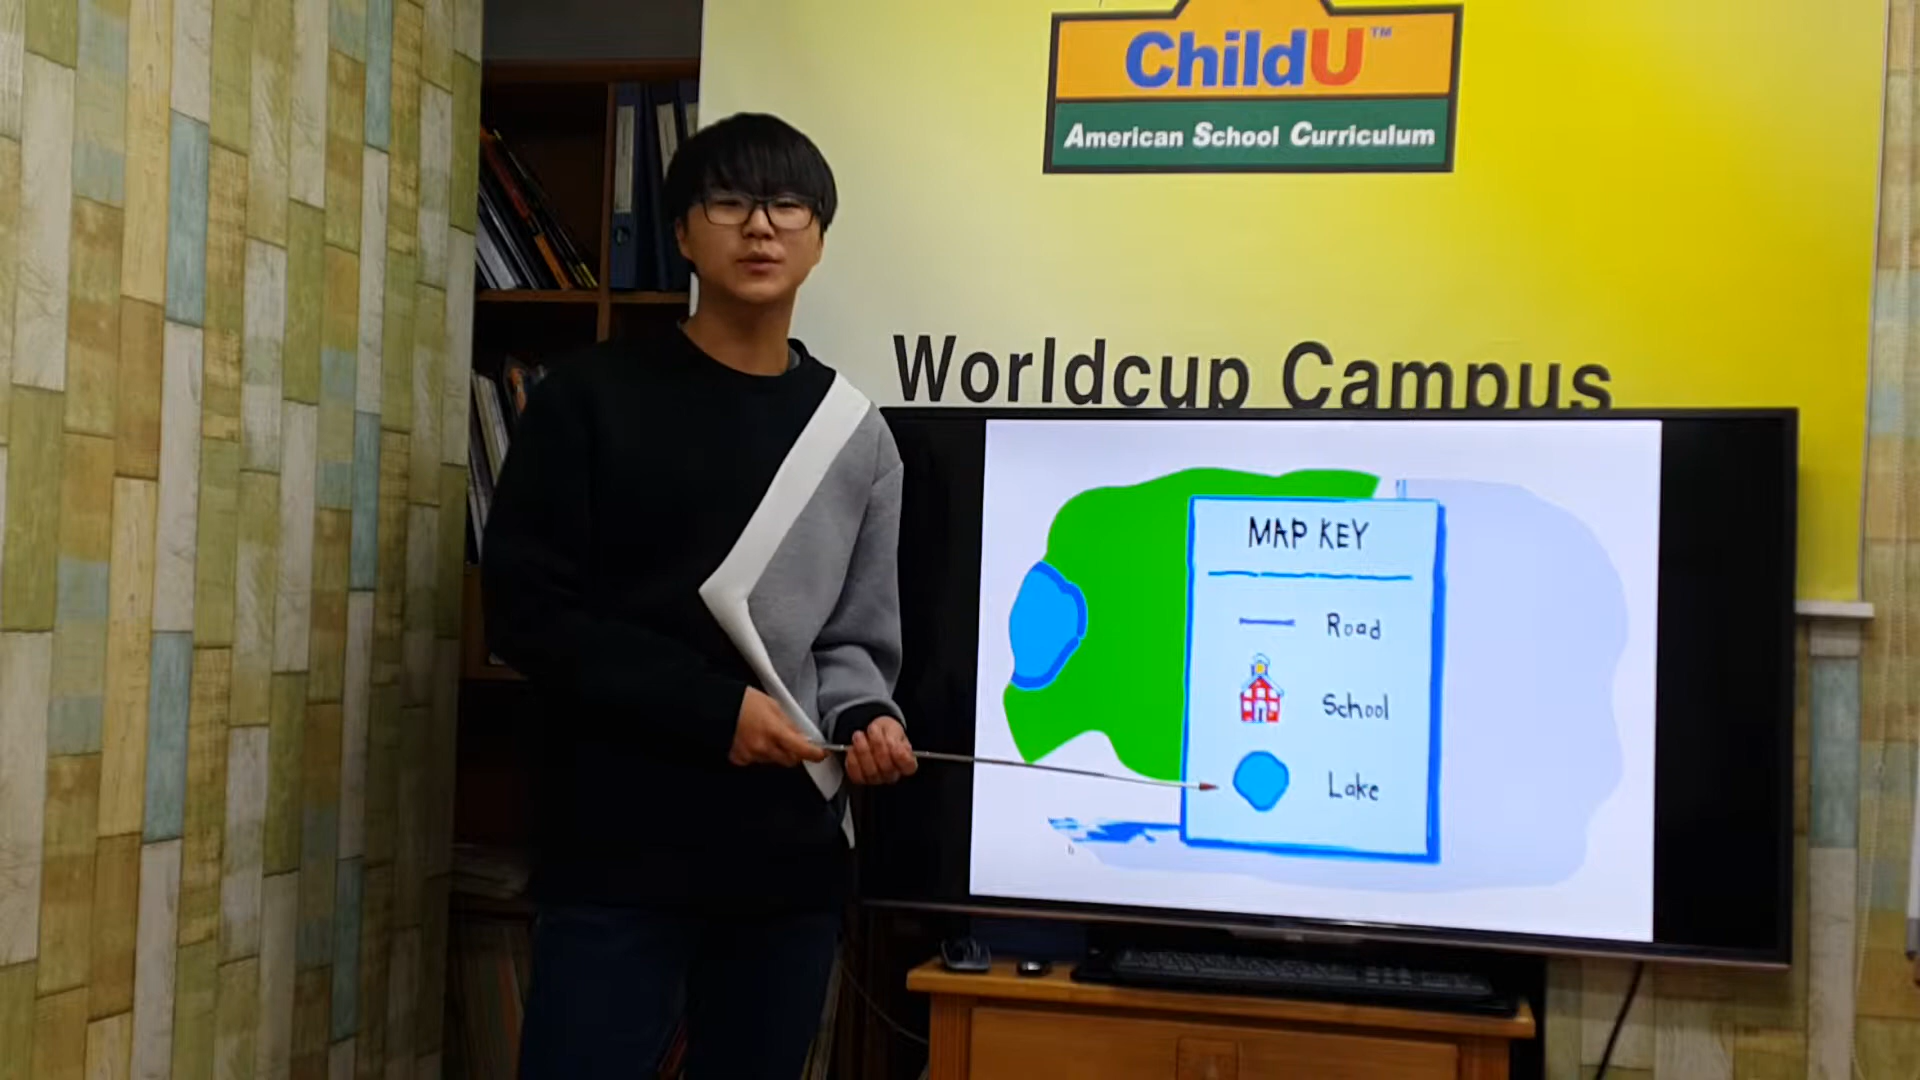 ChildU™
American School Curriculum
Worldcup Campus
MAP KEY
Road
School
Lake